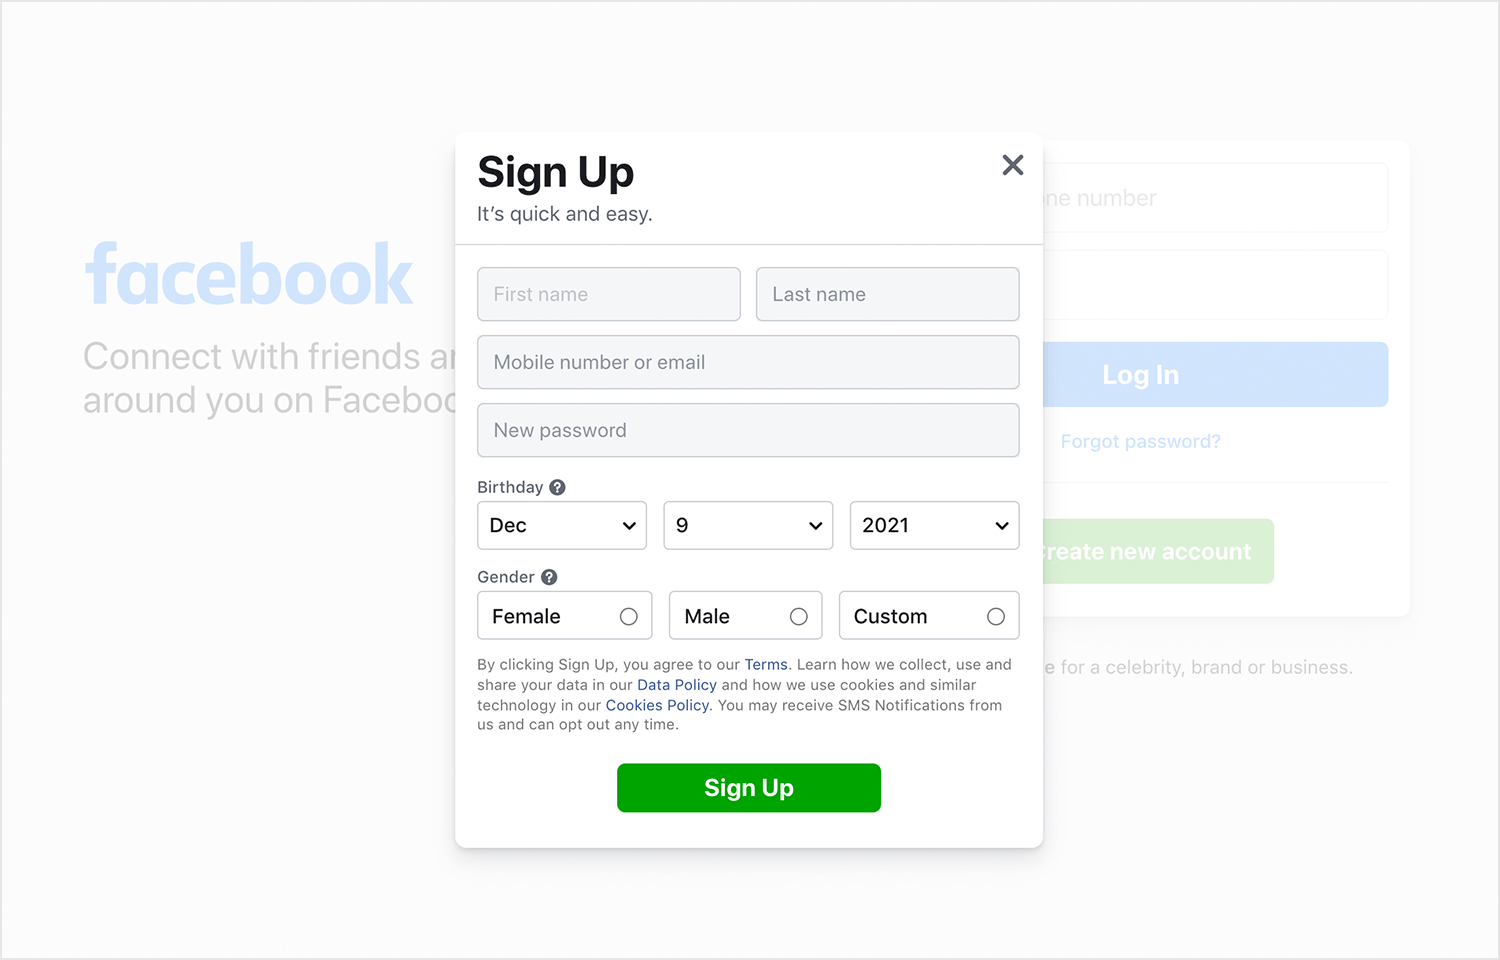 facebook
Connect with friends
around you on
Sign Up
It's quick and easy.
First name
Last name
Mobile number or email
New password
Birthday ?
Dec
9
2021
Gender ?
Female
Male
Custom
By clicking Sign Up, you agree to our Terms. Learn how we collect, use and
share your data in our Data Policy and how we use cookies and similar
technology in our Cookies Policy. You may receive SMS Notifications from
us and can opt out any time.
Sign Up
number
Log In
Forgot password?
new account
for a celebrity, brand or business.